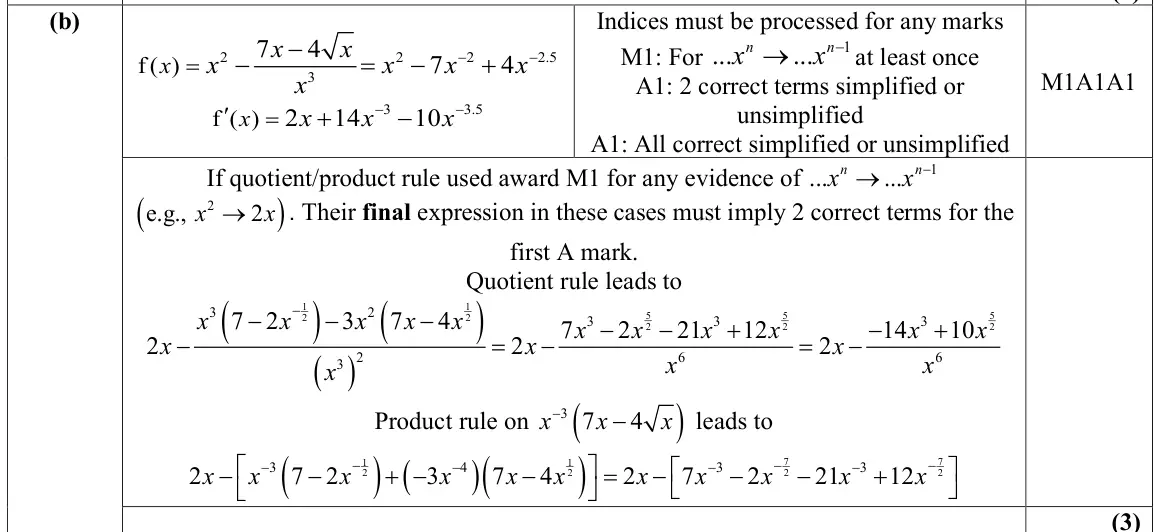 (b)
f(x) = x² − (7x − 4√x)/x³ = x² − 7x⁻² + 4x^(−2.5)
f′(x) = 2x + 14x⁻³ − 10x^(−3.5)
Indices must be processed for any marks
M1: For ...xⁿ → ...xⁿ⁻¹ at least once
A1: 2 correct terms simplified or
unsimplified
A1: All correct simplified or unsimplified
M1A1A1
If quotient/product rule used award M1 for any evidence of ...xⁿ → ...xⁿ⁻¹
(e.g., x² → 2x). Their final expression in these cases must imply 2 correct terms for the
first A mark.
Quotient rule leads to
2x − (x³(7 − 2x^(−1/2)) − 3x²(7x − 4x^(1/2)))/(x³)² = 2x − (7x³ − 2x^(5/2) − 21x³ + 12x^(5/2))/x⁶ = 2x − (−14x³ + 10x^(5/2))/x⁶
Product rule on x⁻³(7x − 4√x) leads to
2x − [x⁻³(7 − 2x^(−1/2)) + (−3x⁻⁴)(7x − 4x^(1/2))] = 2x − [7x⁻³ − 2x^(−7/2) − 21x⁻³ + 12x^(−7/2)]
(3)